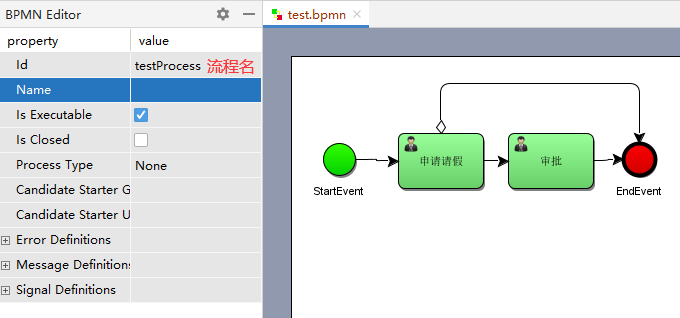 BPMN Editor
test.bpmn
property value
Id testProcess 流程名
Name
Is Executable
Is Closed
Process Type None
Candidate Starter G
Candidate Starter U
Error Definitions
Message Definitions
Signal Definitions
StartEvent
申请请假
审批
EndEvent